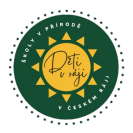 ŠKOLY V PŘÍRODĚ
Děti
v ráji
V ČESKÉM RÁJI